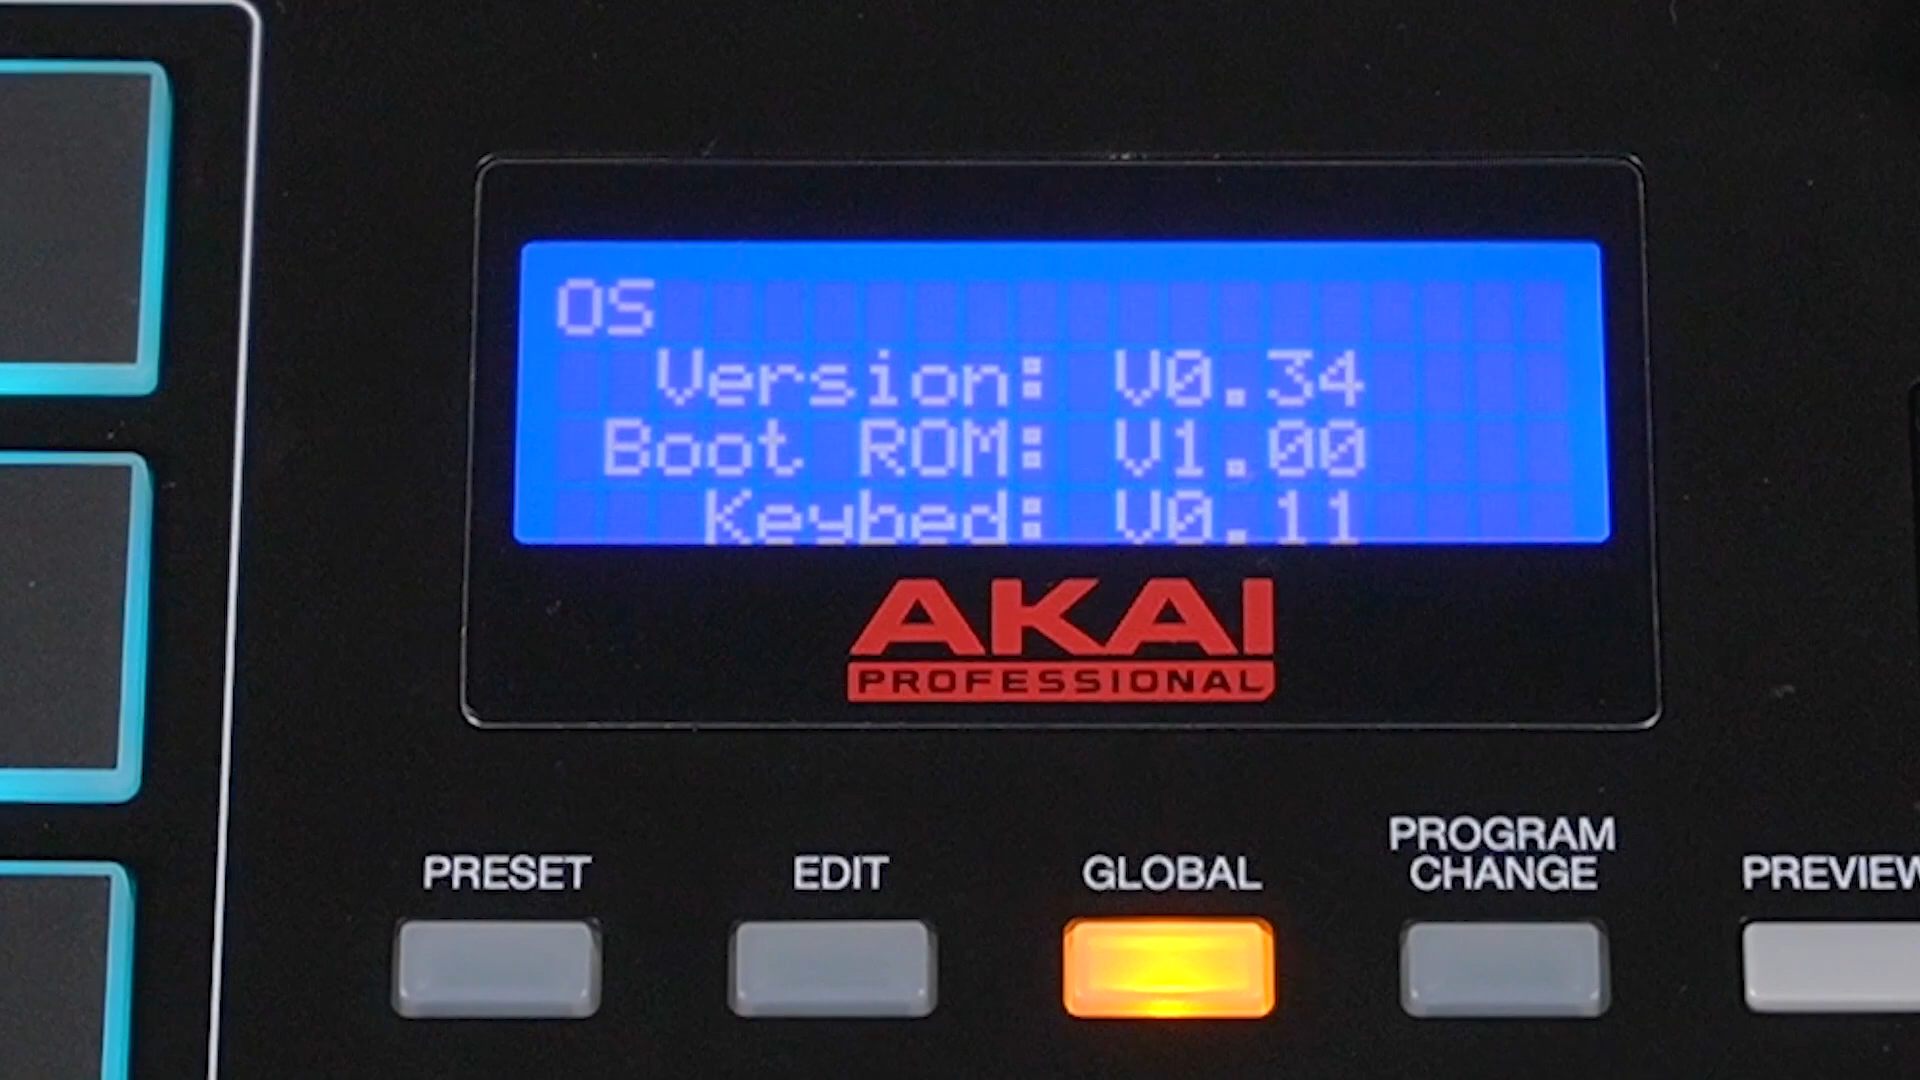 OS
Version: V0.34
Boot ROM: V1.00
Keybed: V0.11
AKAI
PROFESSIONAL
PRESET
EDIT
GLOBAL
PROGRAM
CHANGE
PREVIEW